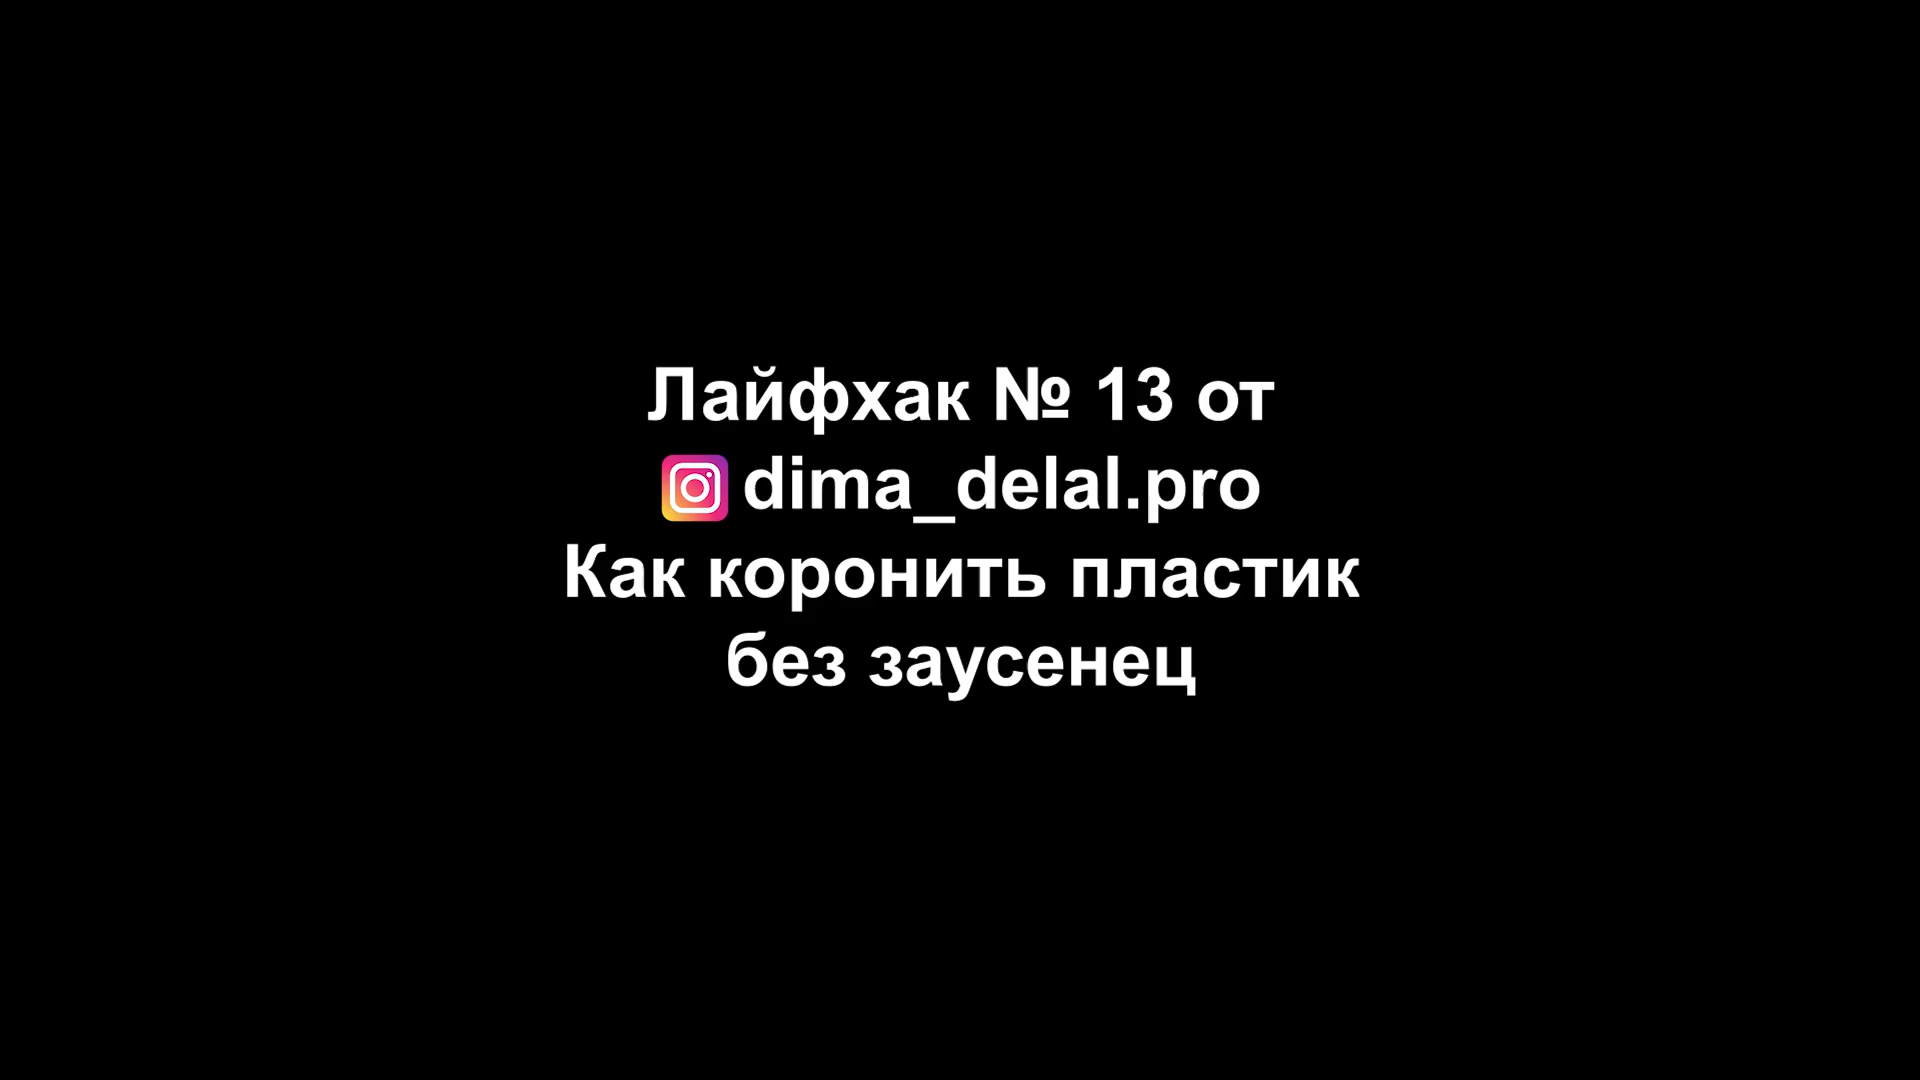 Лайфхак № 13 от
dima_delal.pro
Как коронить пластик
без заусенец